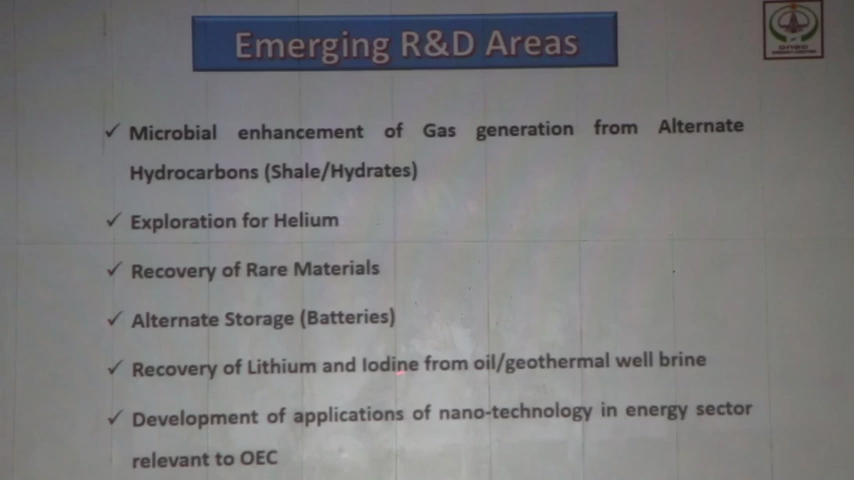 Emerging R&D Areas
✓ Microbial enhancement of Gas generation from Alternate
Hydrocarbons (Shale/Hydrates)
✓ Exploration for Helium
✓ Recovery of Rare Materials
✓ Alternate Storage (Batteries)
✓ Recovery of Lithium and Iodine from oil/geothermal well brine
✓ Development of applications of nano-technology in energy sector
relevant to OEC